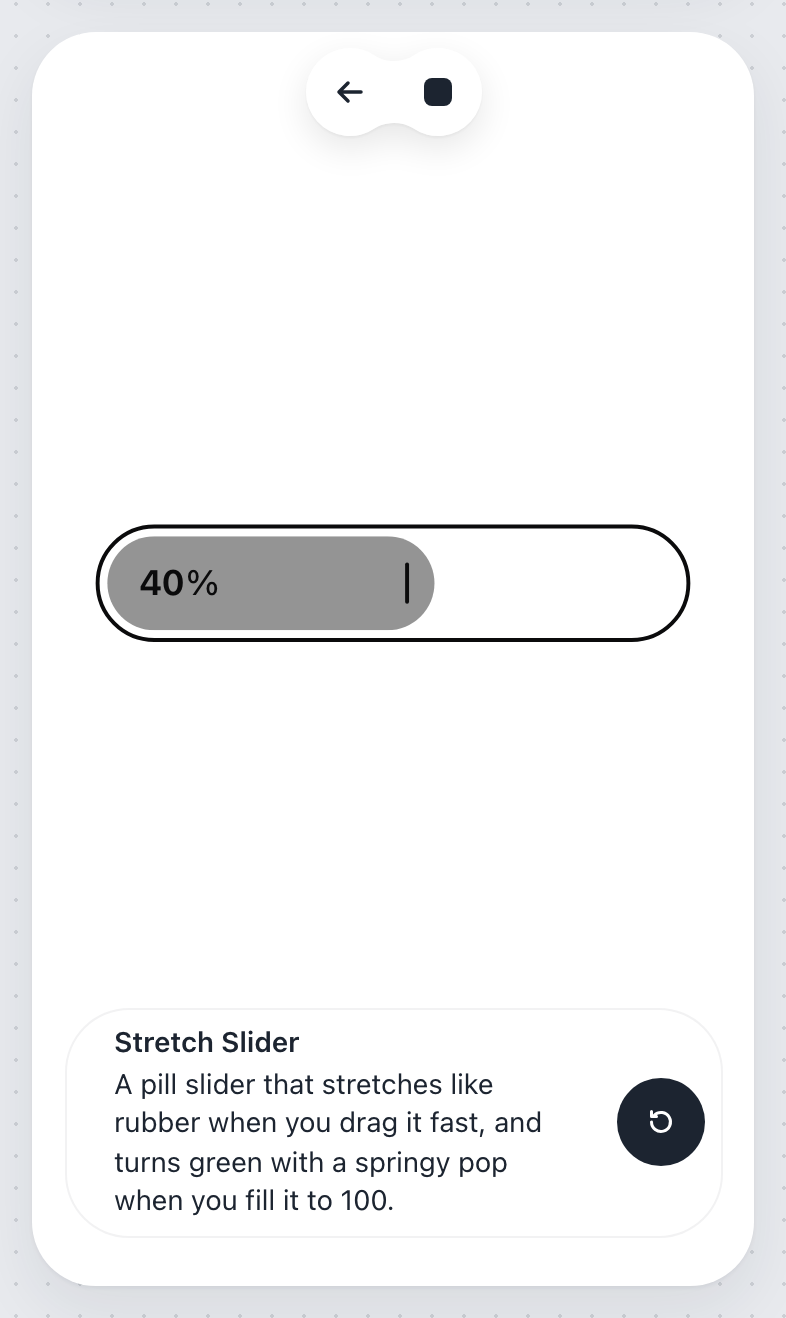 40%
Stretch Slider
A pill slider that stretches like
rubber when you drag it fast, and
turns green with a springy pop
when you fill it to 100.